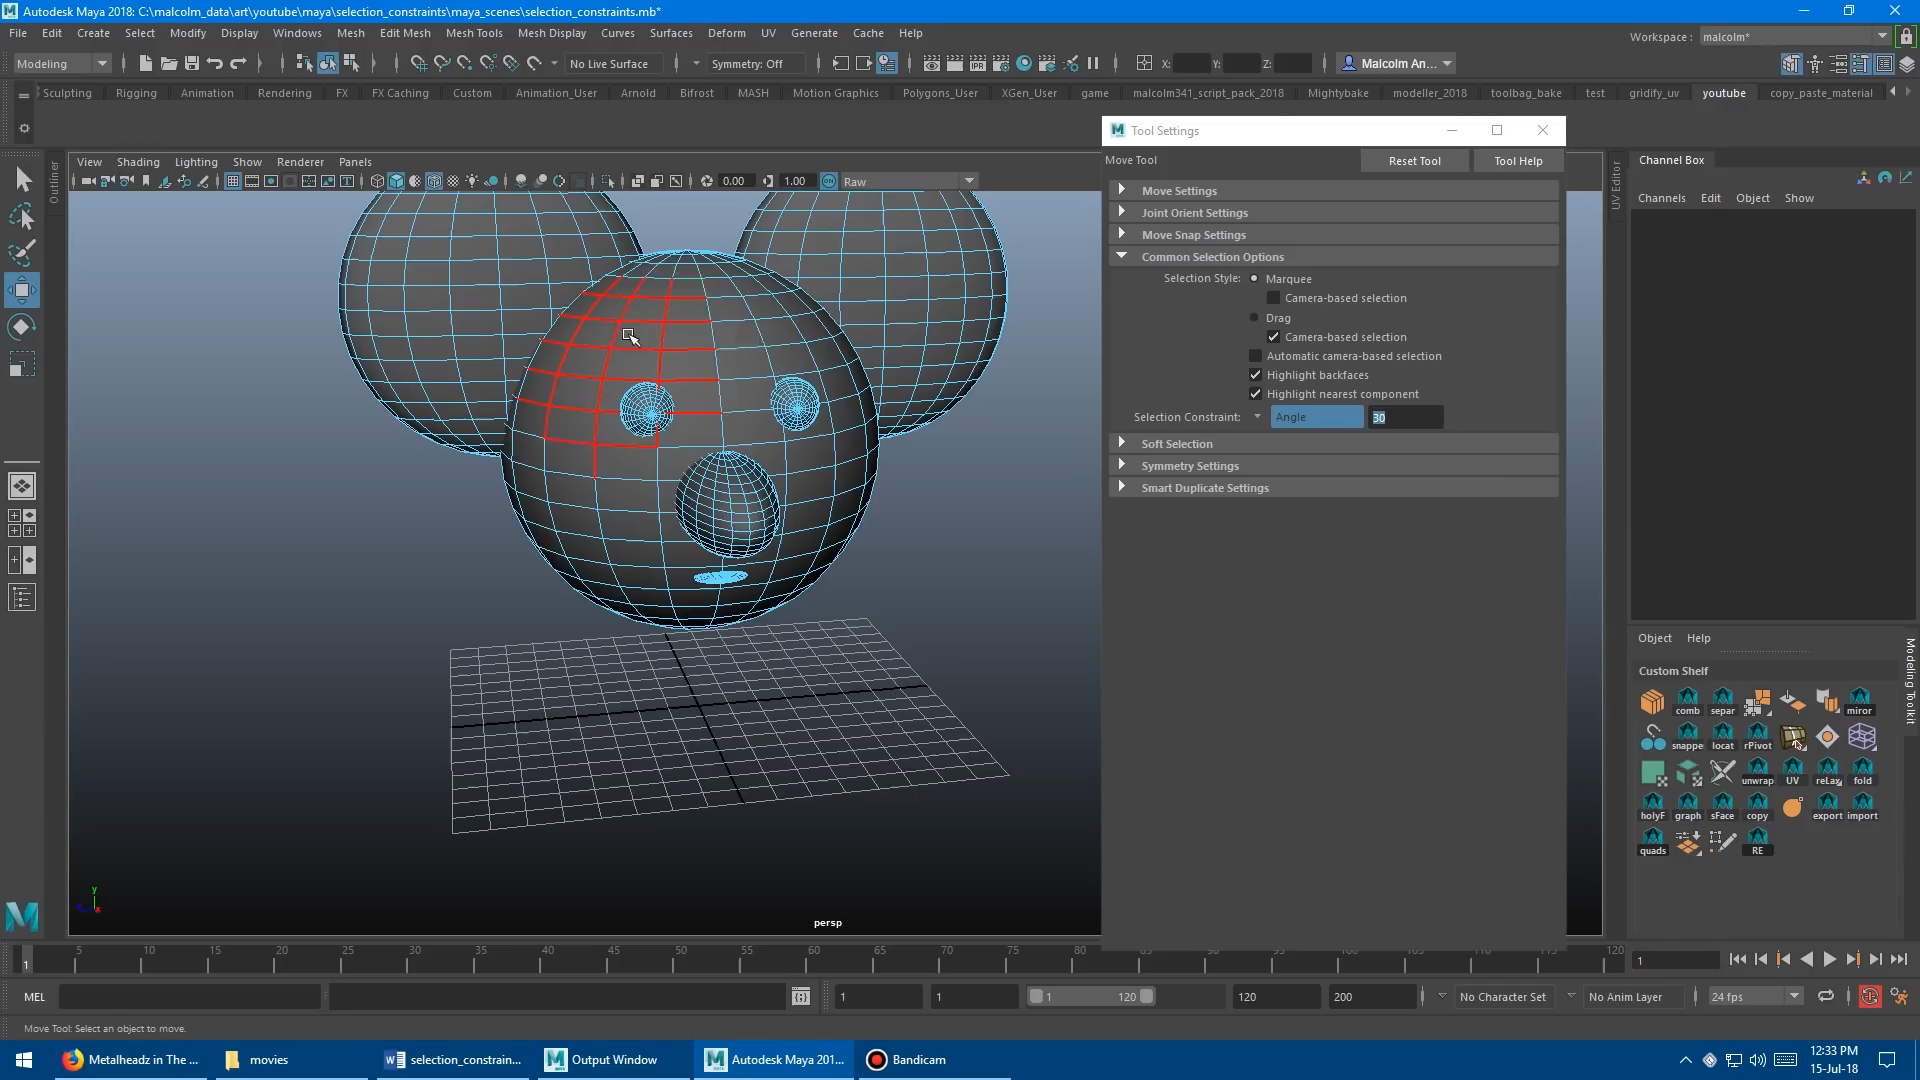 Autodesk Maya 2018: C:\malcolm_data\art\youtube\maya\selection_constraints\maya_scenes\selection_constraints.mb*
File Edit Create Select Modify Display Windows Mesh Edit Mesh Mesh Tools Mesh Display Curves Surfaces Deform UV Generate Cache Help
Workspace : malcolm*
Modeling No Live Surface Symmetry: Off X: Y: Z: Malcolm An...
Sculpting Rigging Animation Rendering FX FX Caching Custom Animation_User Arnold Bifrost MASH Motion Graphics Polygons_User XGen_User game malcolm341_script_pack_2018 Mightybake modeller_2018 toolbag_bake test gridify_uv youtube copy_paste_material
Tool Settings
Move Tool Reset Tool Tool Help
Move Settings
Joint Orient Settings
Move Snap Settings
Common Selection Options
Selection Style: Marquee
Camera-based selection
Drag
Camera-based selection
Automatic camera-based selection
Highlight backfaces
Highlight nearest component
Selection Constraint: Angle 30
Soft Selection
Symmetry Settings
Smart Duplicate Settings
Outliner
View Shading Lighting Show Renderer Panels
0.00 1.00 ON Raw
UV Editor
Channel Box
Channels Edit Object Show
persp
y
x
Object Help
Modeling Toolkit
Custom Shelf
comb separ miror
snappe locat rPivot
unwrap UV reLax fold
holyF graph sFace copy export import
quads RE
1 5 10 15 20 25 30 35 40 45 50 55 60 65 70 75 80 85 120
1
MEL 1 1 1 120 120 200 No Character Set No Anim Layer 24 fps
Move Tool: Select an object to move.
Metalheadz in The ... movies selection_constrain... Output Window Autodesk Maya 201... Bandicam
12:33 PM
15-Jul-18